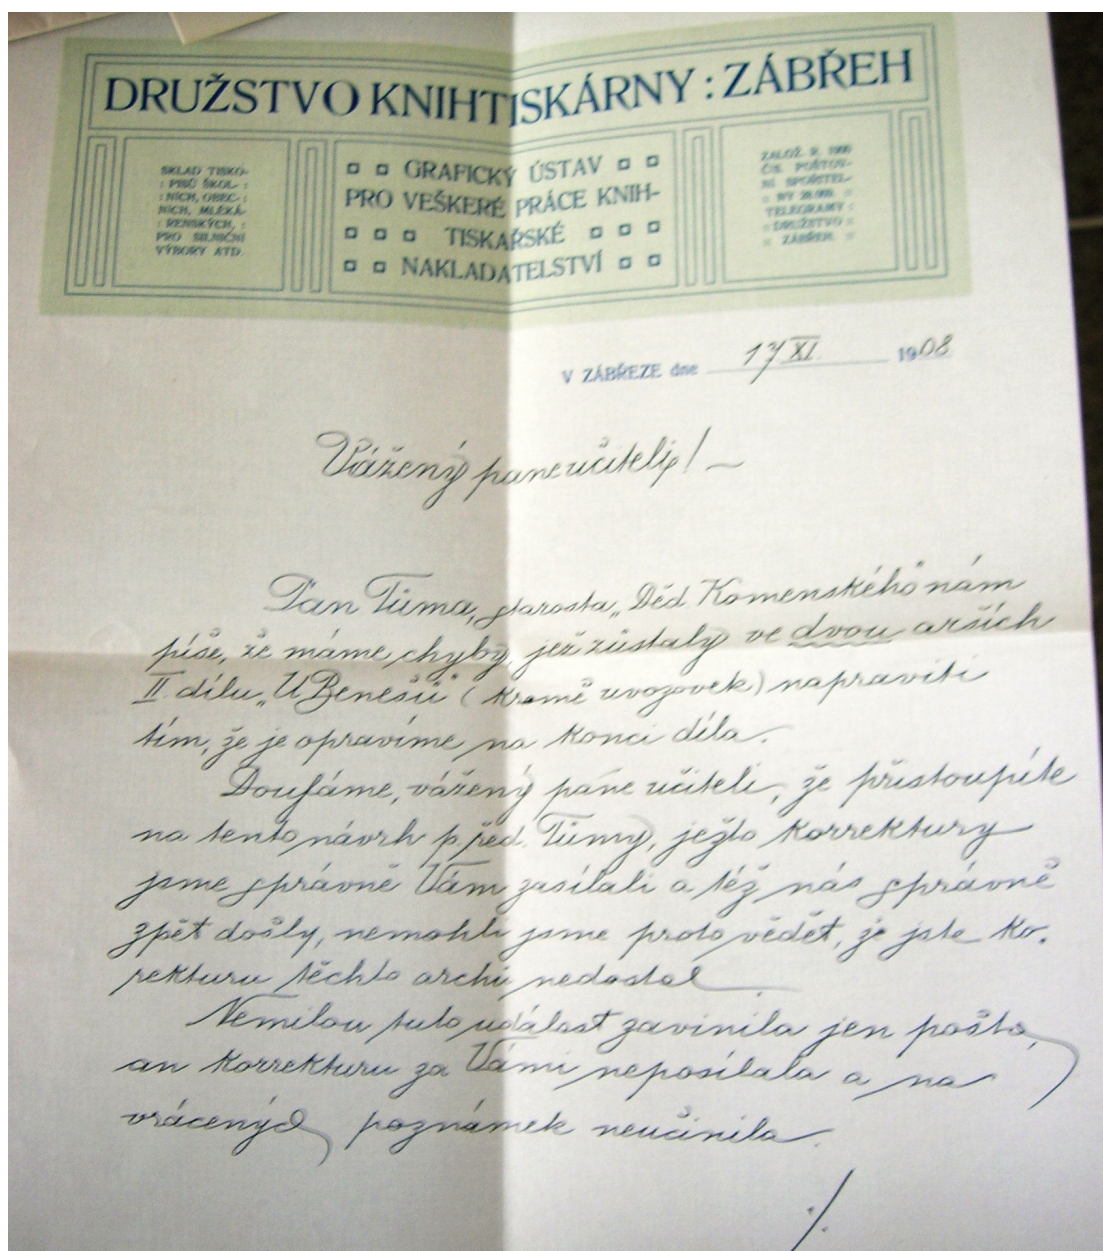 DRUŽSTVO KNIHTISKÁRNY : ZÁBŘEH
SKLAD TISKO-
: PISŮ ŠKOL- :
: NÍCH, OBEC- :
NÍCH, MLÉKÁ-
: RENSKÝCH, :
PRO SILNIČNÍ
VÝBORY ATD.
GRAFICKÝ ÚSTAV
PRO VEŠKERÉ PRÁCE KNIH-
TISKAŘSKÉ
NAKLADATELSTVÍ
ZALOŽ. R. 1900
ČÍS. POŠTOV-
NÍ SPOŘITEL-
NY
TELEGRAMY :
: DRUŽSTVO :
: ZÁBŘEH :
V ZÁBŘEZE dne 17/XI. 1908
Vážený pane učiteli! —
Pan Tůma, starosta „Děd Komenského" nám
píše, že máme chyby, jež zůstaly ve dvou arších
II. dílu „U Benešů" (kromě uvozovek) napraviti
tím, že je opravíme na konci díla.
Doufáme, vážený pane učiteli, že přistoupíte
na tento návrh p. Tůmy, ježto korrektury
jsme správně Vám zasílali a též nás správně
zpět došly, nemohli jsme proto vědět, že jste ko-
rekturu těchto archů nedostal.
Nemilou tuto událost zavinila jen pošta,
an korrekturu za Vámi neposílala a na
vrácených poznámek neučinila.
./.